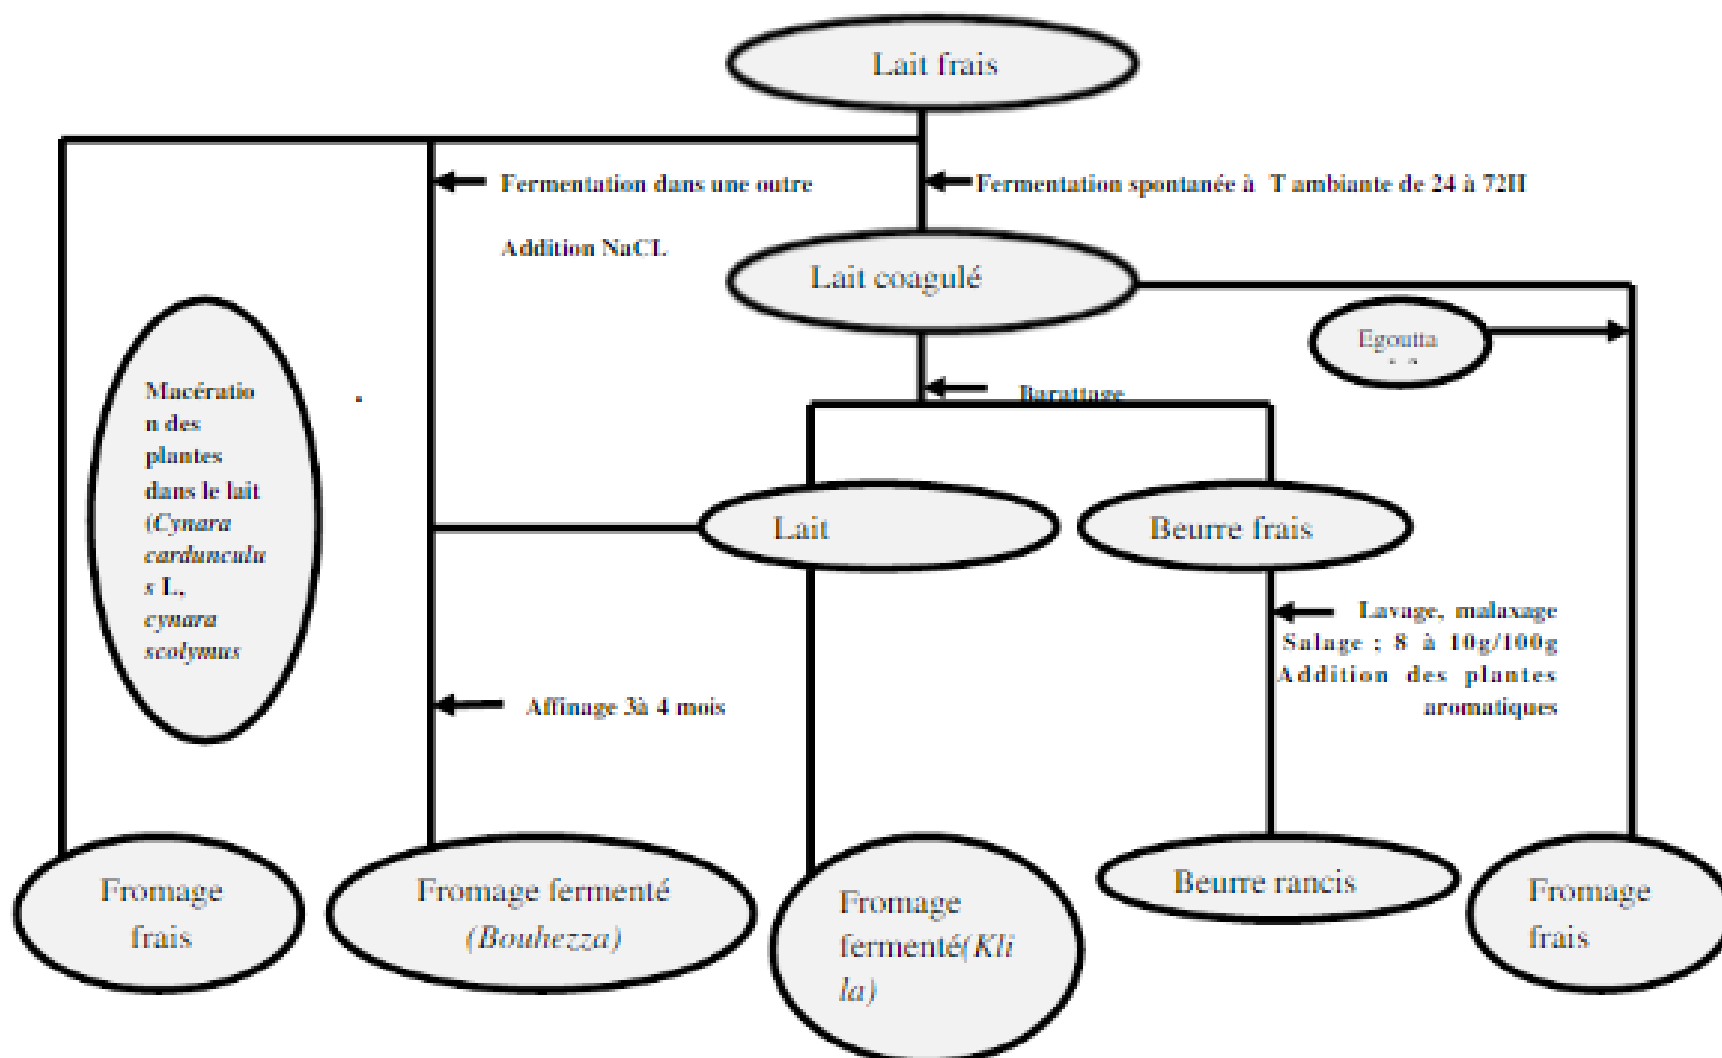 Lait frais
Fermentation dans une outre
Fermentation spontanée à T ambiante de 24 à 72H
Addition NaCL
Lait coagulé
Egoutta
Barattage
Macératio
n des
plantes
dans le lait
(Cynara
cardunculu
s L,
cynara
scolymus
Lait
Beurre frais
Lavage, malaxage
Salage ; 8 à 10g/100g
Addition des plantes
aromatiques
Affinage 3à 4 mois
Fromage
frais
Fromage fermenté
(Bouhezza)
Fromage
fermenté(Kli
la)
Beurre rancis
Fromage
frais